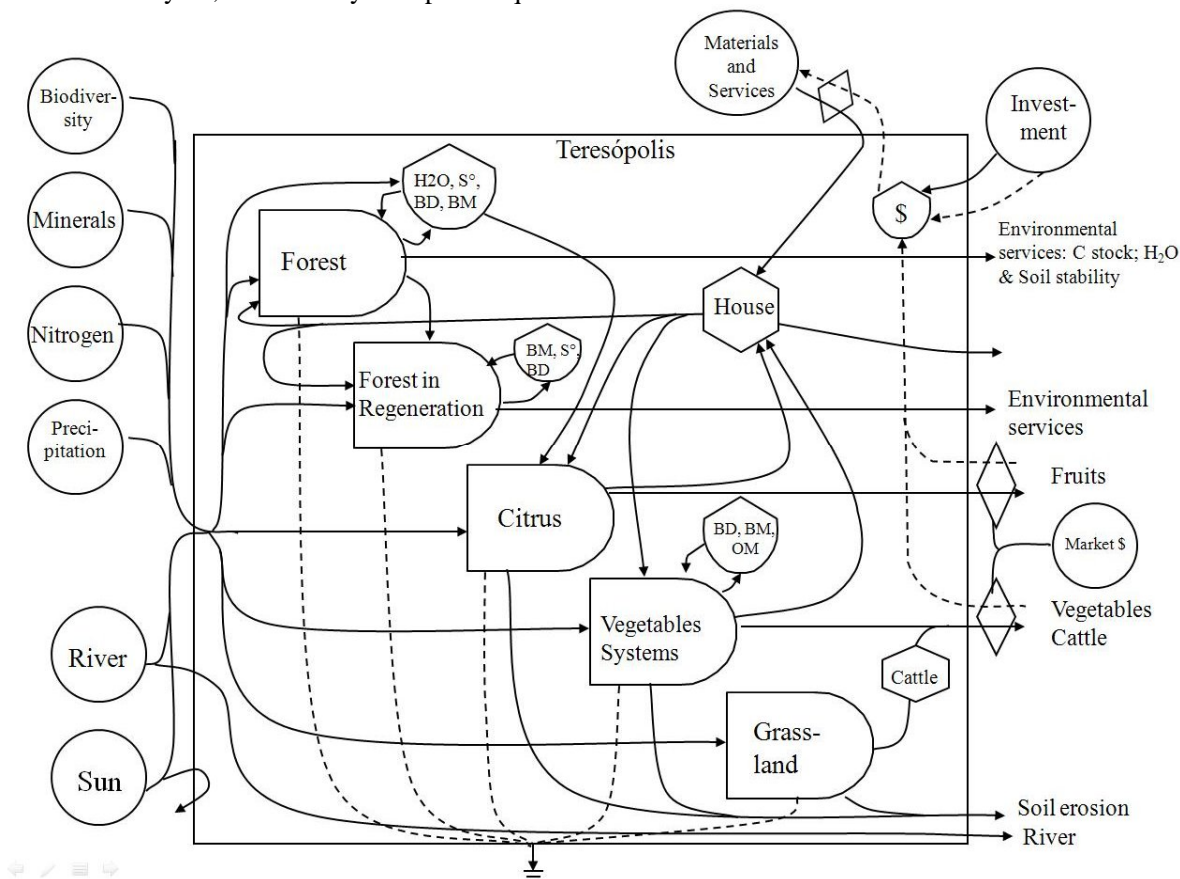 Materials
and
Services
Biodiver-
sity
Invest-
ment
Teresópolis
H2O, S°,
BD, BM
Minerals
$
Environmental
services: C stock; H₂O
& Soil stability
Forest
House
Nitrogen
BM, S°,
BD
Forest in
Regeneration
Environmental
services
Preci-
pitation
Fruits
Citrus
BD, BM,
OM
Market $
Vegetables
Cattle
Vegetables
Systems
River
Cattle
Grass-
land
Sun
Soil erosion
River